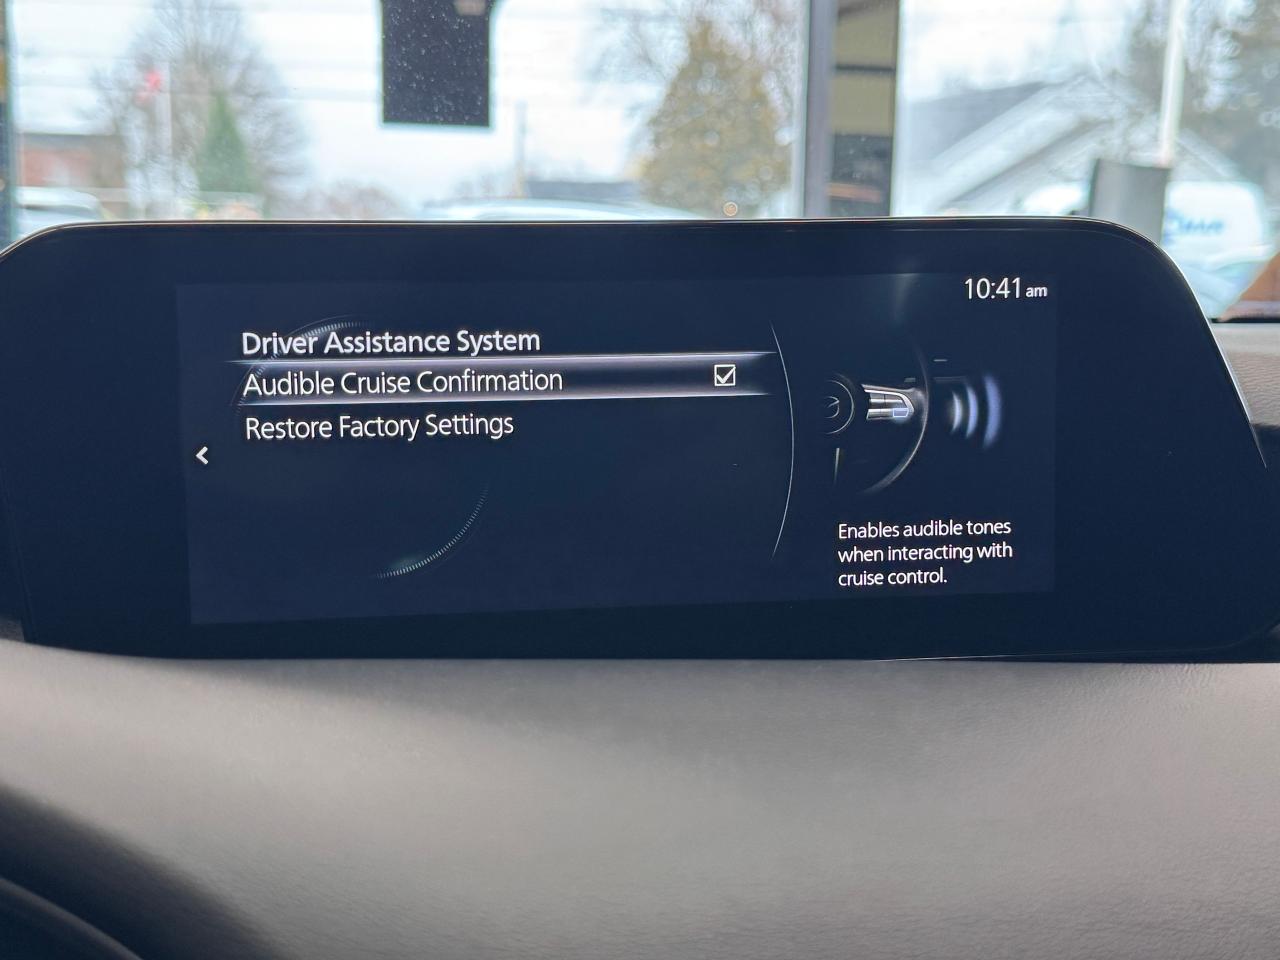 10:41 am
Driver Assistance System
Audible Cruise Confirmation
Restore Factory Settings
Enables audible tones
when interacting with
cruise control.